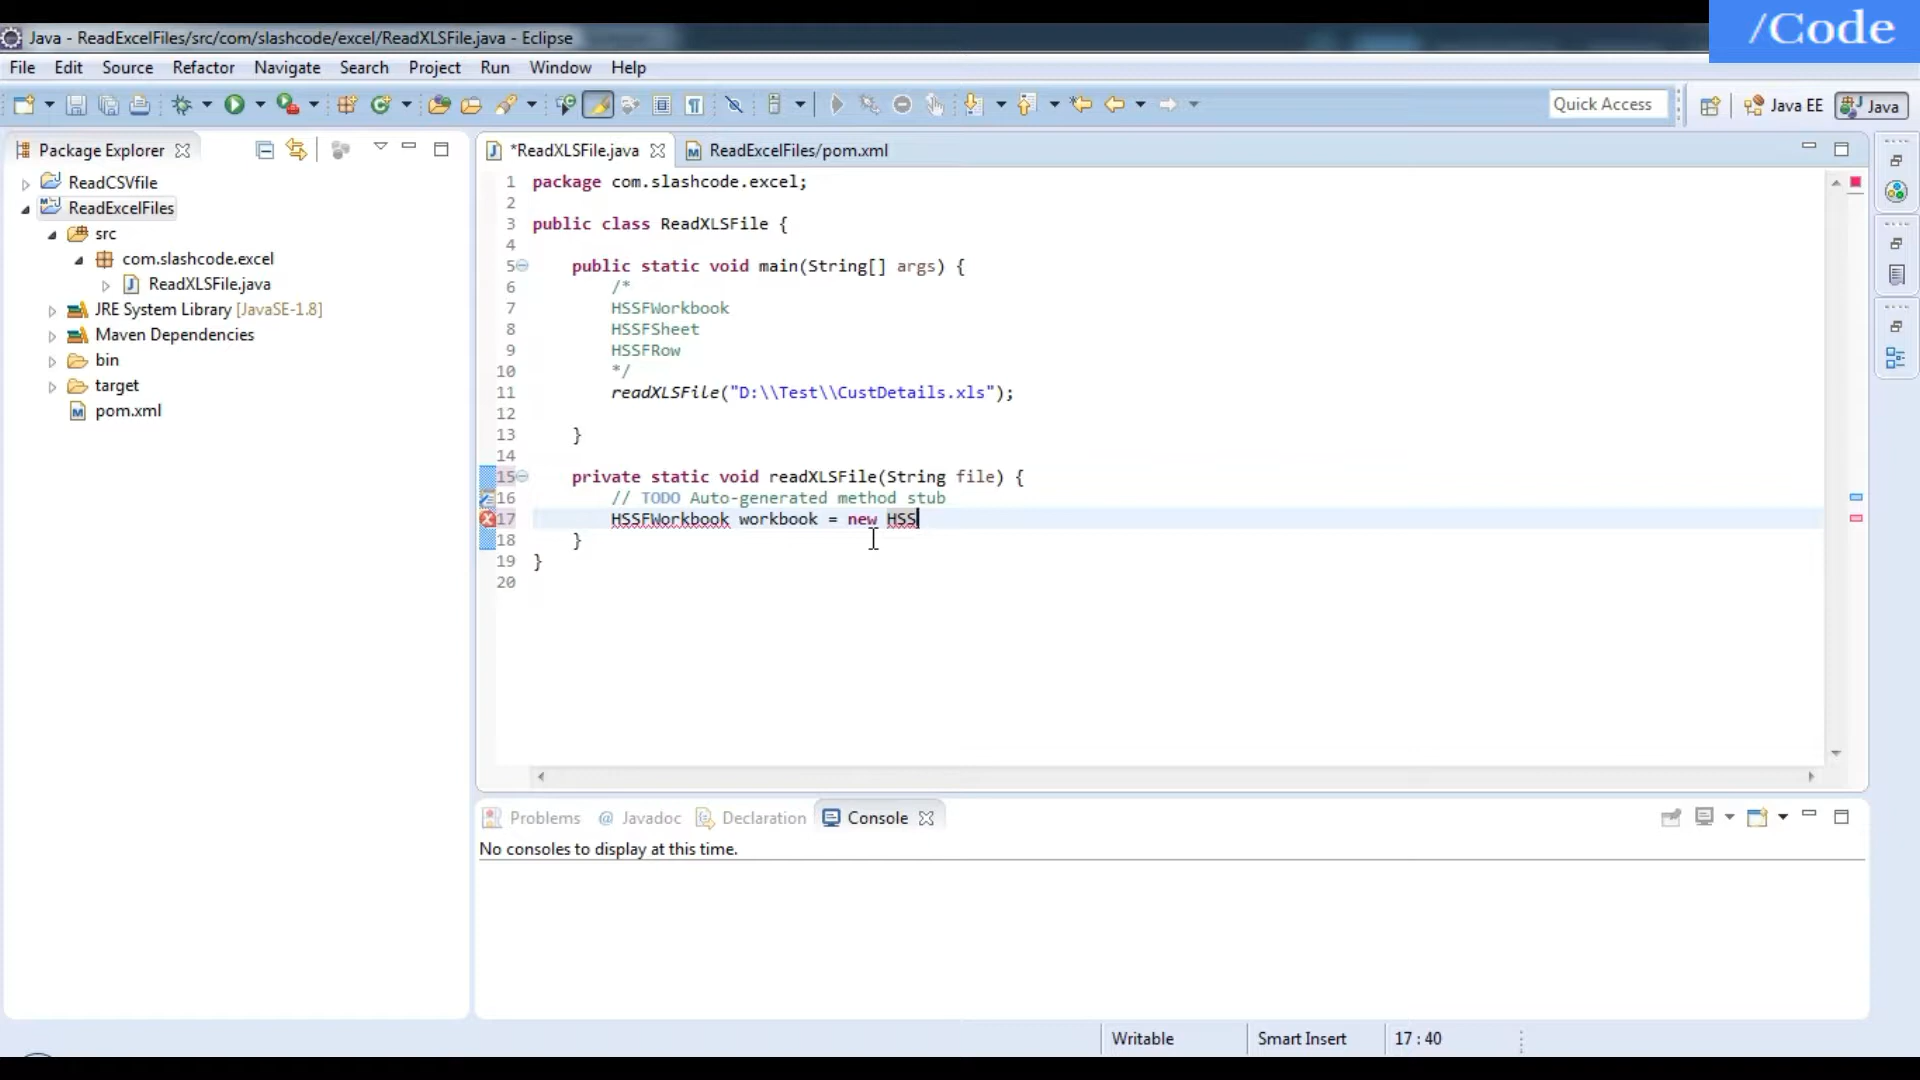 /Code
Java - ReadExcelFiles/src/com/slashcode/excel/ReadXLSFile.java - Eclipse
File Edit Source Refactor Navigate Search Project Run Window Help
Quick Access Java EE Java
Package Explorer
*ReadXLSFile.java ReadExcelFiles/pom.xml
ReadCSVfile
ReadExcelFiles
src
com.slashcode.excel
ReadXLSFile.java
JRE System Library [JavaSE-1.8]
Maven Dependencies
bin
target
pom.xml
1 package com.slashcode.excel;
2
3 public class ReadXLSFile {
4
5 public static void main(String[] args) {
6 /*
7 HSSFWorkbook
8 HSSFSheet
9 HSSFRow
10 */
11 readXLSFile("D:\\Test\\CustDetails.xls");
12
13 }
14
15 private static void readXLSFile(String file) {
16 // TODO Auto-generated method stub
17 HSSFWorkbook workbook = new HSS
18 }
19 }
20
Problems @ Javadoc Declaration Console
No consoles to display at this time.
Writable Smart Insert 17 : 40